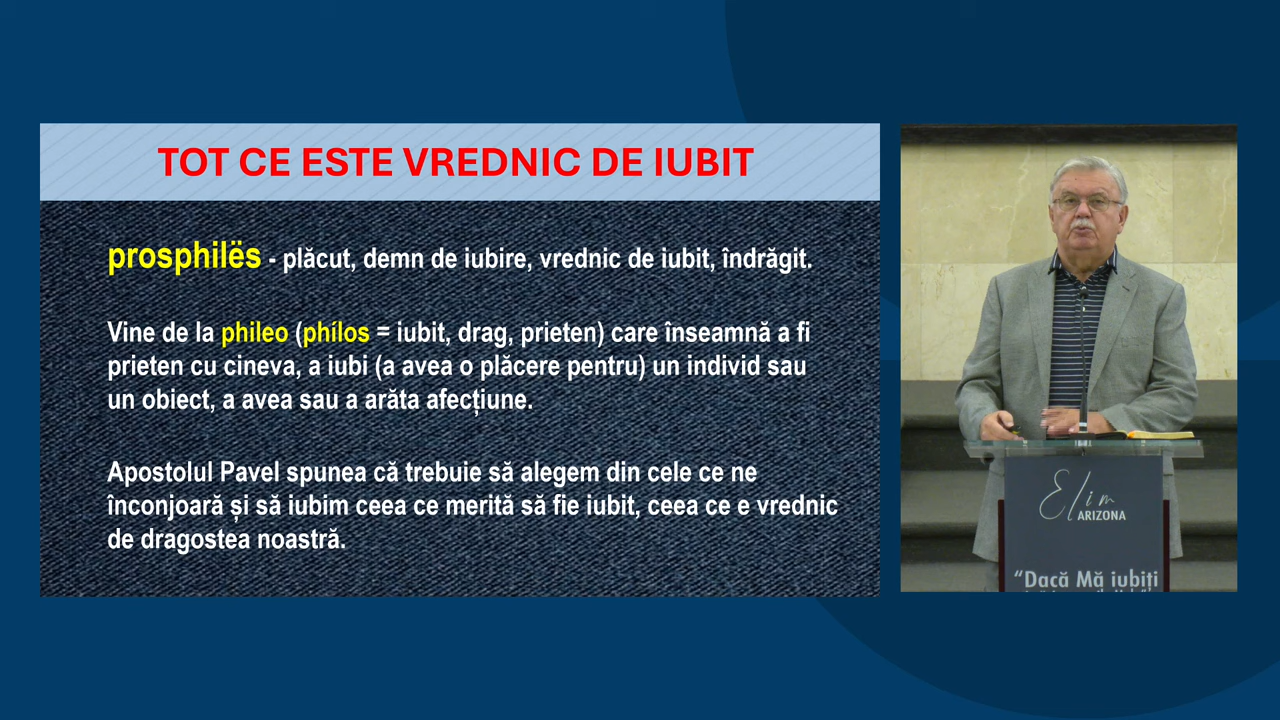 TOT CE ESTE VREDNIC DE IUBIT
prosphilës - plăcut, demn de iubire, vrednic de iubit, îndrăgit.
Vine de la phileo (phílos = iubit, drag, prieten) care înseamnă a fi
prieten cu cineva, a iubi (a avea o plăcere pentru) un individ sau
un obiect, a avea sau a arăta afecțiune.
Apostolul Pavel spunea că trebuie să alegem din cele ce ne
înconjoară și să iubim ceea ce merită să fie iubit, ceea ce e vrednic
de dragostea noastră.
Elim
ARIZONA
“Dacă Mă iubiți